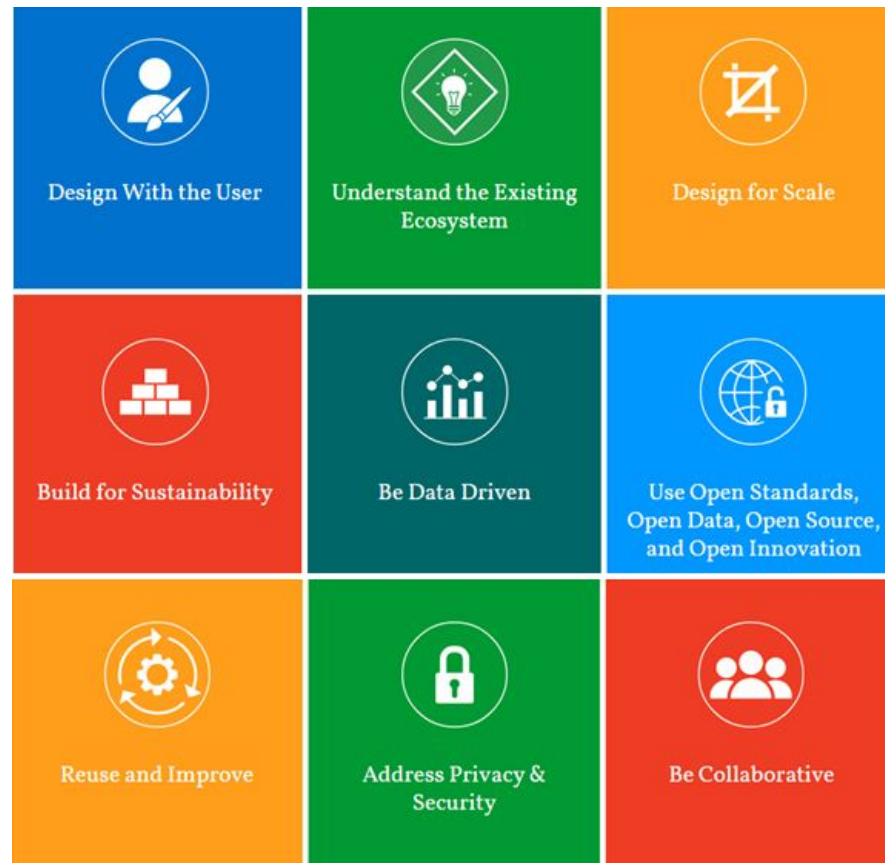 Design With the User
Understand the Existing
Ecosystem
Design for Scale
Build for Sustainability
Be Data Driven
Use Open Standards,
Open Data, Open Source,
and Open Innovation
Reuse and Improve
Address Privacy &
Security
Be Collaborative